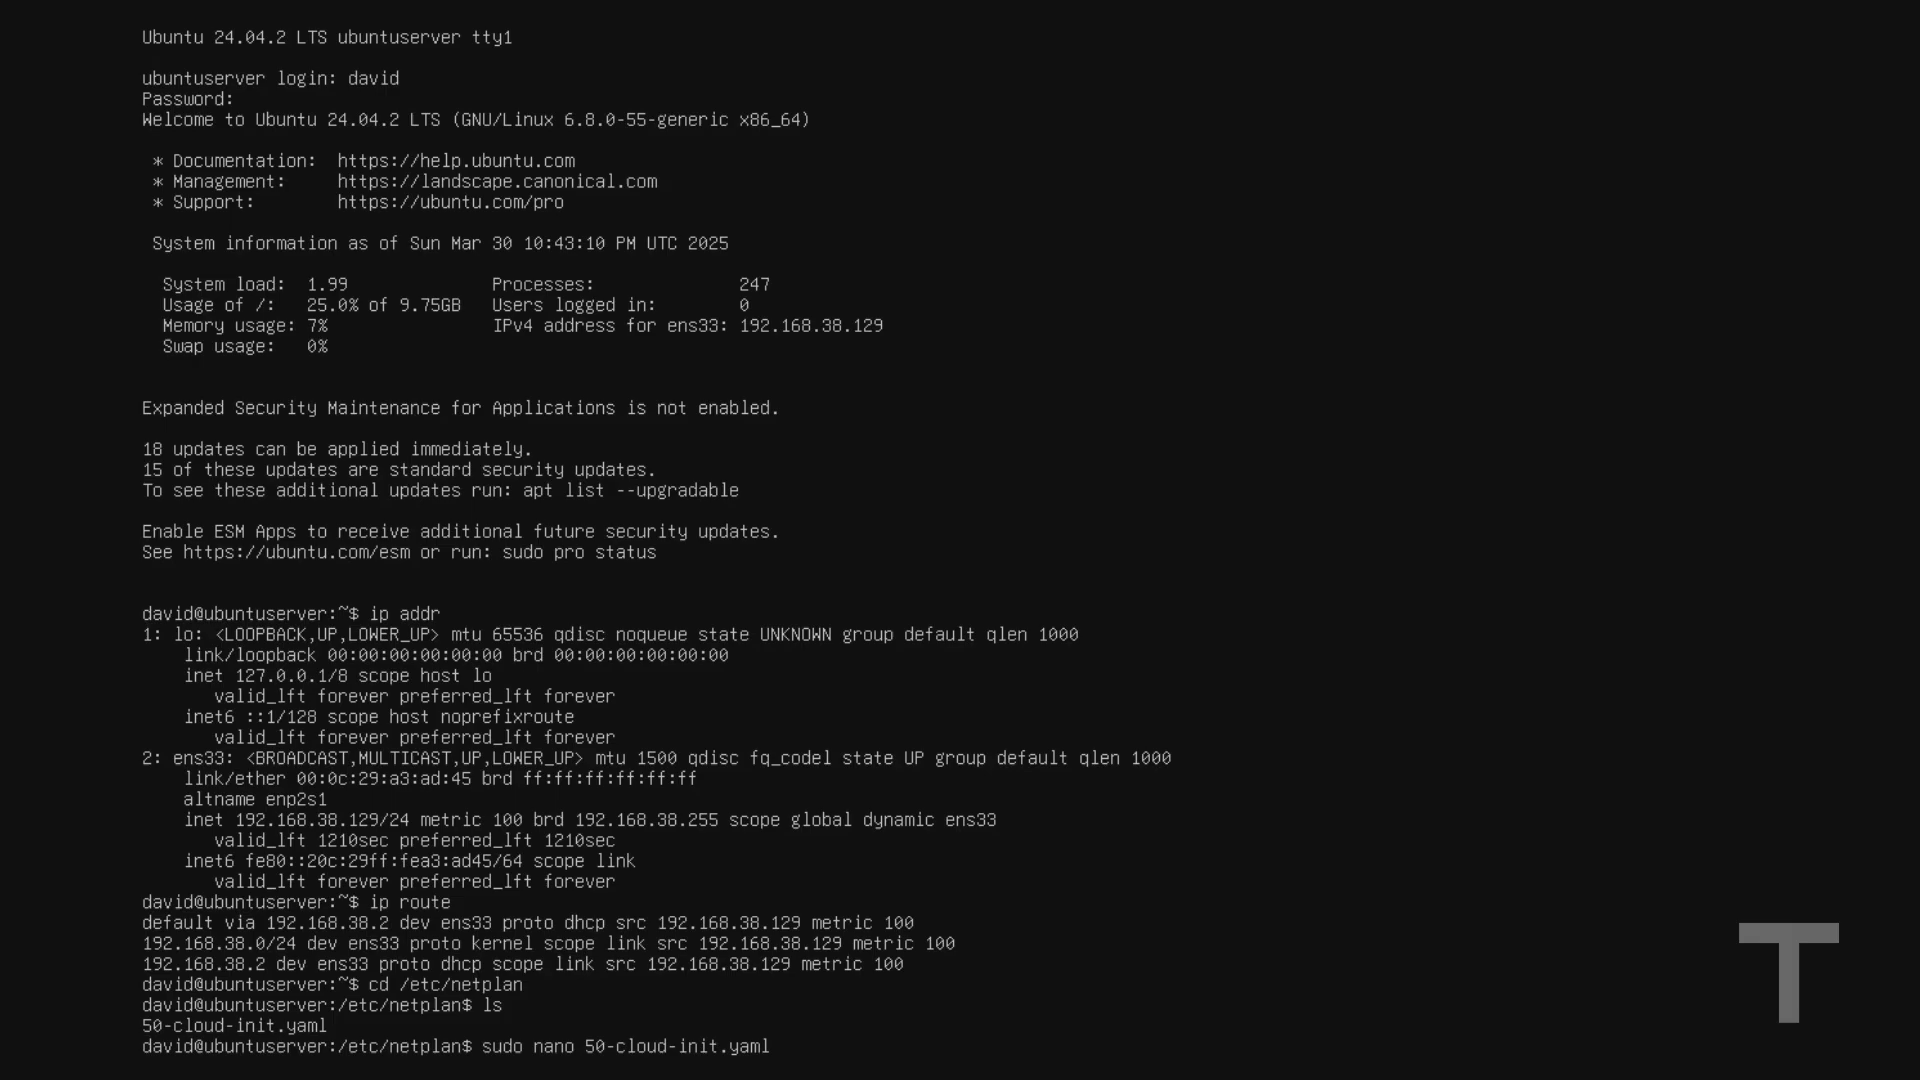 Ubuntu 24.04.2 LTS ubuntuserver tty1
ubuntuserver login: david
Password:
Welcome to Ubuntu 24.04.2 LTS (GNU/Linux 6.8.0-55-generic x86_64)
* Documentation:  https://help.ubuntu.com
* Management:     https://landscape.canonical.com
* Support:        https://ubuntu.com/pro
System information as of Sun Mar 30 10:43:10 PM UTC 2025
System load:  1.99              Processes:              247
Usage of /:   25.0% of 9.75GB   Users logged in:        0
Memory usage: 7%                IPv4 address for ens33: 192.168.38.129
Swap usage:   0%
Expanded Security Maintenance for Applications is not enabled.
18 updates can be applied immediately.
15 of these updates are standard security updates.
To see these additional updates run: apt list --upgradable
Enable ESM Apps to receive additional future security updates.
See https://ubuntu.com/esm or run: sudo pro status
david@ubuntuserver:~$ ip addr
1: lo: <LOOPBACK,UP,LOWER_UP> mtu 65536 qdisc noqueue state UNKNOWN group default qlen 1000
link/loopback 00:00:00:00:00:00 brd 00:00:00:00:00:00
inet 127.0.0.1/8 scope host lo
valid_lft forever preferred_lft forever
inet6 ::1/128 scope host noprefixroute
valid_lft forever preferred_lft forever
2: ens33: <BROADCAST,MULTICAST,UP,LOWER_UP> mtu 1500 qdisc fq_codel state UP group default qlen 1000
link/ether 00:0c:29:a3:ad:45 brd ff:ff:ff:ff:ff:ff
altname enp2s1
inet 192.168.38.129/24 metric 100 brd 192.168.38.255 scope global dynamic ens33
valid_lft 1210sec preferred_lft 1210sec
inet6 fe80::20c:29ff:fea3:ad45/64 scope link
valid_lft forever preferred_lft forever
david@ubuntuserver:~$ ip route
default via 192.168.38.2 dev ens33 proto dhcp src 192.168.38.129 metric 100
192.168.38.0/24 dev ens33 proto kernel scope link src 192.168.38.129 metric 100
192.168.38.2 dev ens33 proto dhcp scope link src 192.168.38.129 metric 100
david@ubuntuserver:~$ cd /etc/netplan
david@ubuntuserver:/etc/netplan$ ls
50-cloud-init.yaml
david@ubuntuserver:/etc/netplan$ sudo nano 50-cloud-init.yaml
T